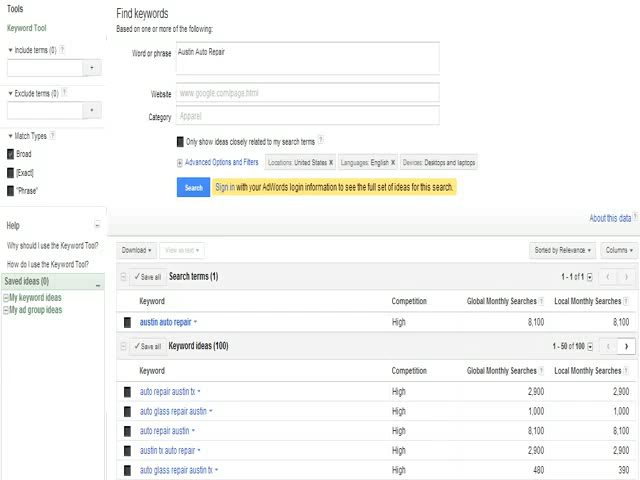 Tools
Keyword Tool
Include terms (0) ?
+
Exclude terms (0) ?
+
Match Types ?
Broad
[Exact]
"Phrase"
Help
Why should I use the Keyword Tool?
How do I use the Keyword Tool?
Saved ideas (0)
My keyword ideas
My ad group ideas
Find keywords
Based on one or more of the following:
Word or phrase Austin Auto Repair
Website www.google.com/page.html
Category Apparel
Only show ideas closely related to my search terms ?
Advanced Options and Filters Locations: United States x Languages: English x Devices: Desktops and laptops
Search Sign in with your AdWords login information to see the full set of ideas for this search.
About this data ?
Download View as text Sorted by Relevance Columns
✓ Save all Search terms (1) 1 - 1 of 1
Keyword Competition Global Monthly Searches ? Local Monthly Searches ?
austin auto repair High 8,100 8,100
✓ Save all Keyword ideas (100) 1 - 50 of 100
Keyword Competition Global Monthly Searches ? Local Monthly Searches ?
auto repair austin tx High 2,900 2,900
auto glass repair austin High 1,000 1,000
auto repair austin High 8,100 8,100
austin tx auto repair High 2,900 2,900
auto glass repair austin tx High 480 390